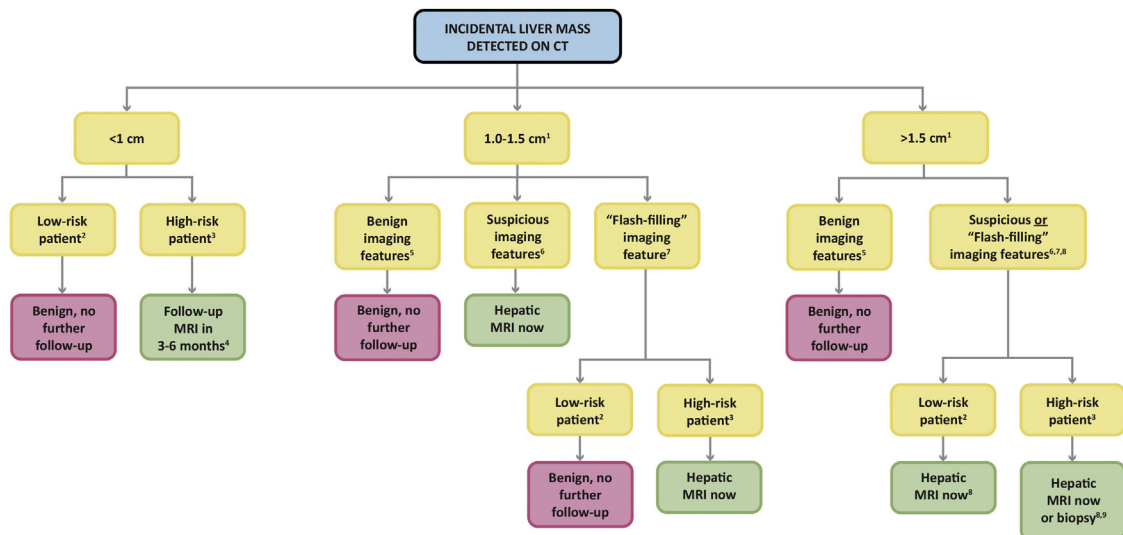 INCIDENTAL LIVER MASS
DETECTED ON CT
<1 cm
1.0-1.5 cm¹
>1.5 cm¹
Low-risk
patient²
High-risk
patient³
Benign
imaging
features⁵
Suspicious
imaging
features⁶
“Flash-filling”
imaging
feature⁷
Benign
imaging
features⁵
Suspicious or
“Flash-filling”
imaging features⁶,⁷,⁸
Benign, no
further
follow-up
Follow-up
MRI in
3-6 months⁴
Benign, no
further
follow-up
Hepatic
MRI now
Benign, no
further
follow-up
Low-risk
patient²
High-risk
patient³
Low-risk
patient²
High-risk
patient³
Benign, no
further
follow-up
Hepatic
MRI now
Hepatic
MRI now⁸
Hepatic
MRI now
or biopsy⁸,⁹